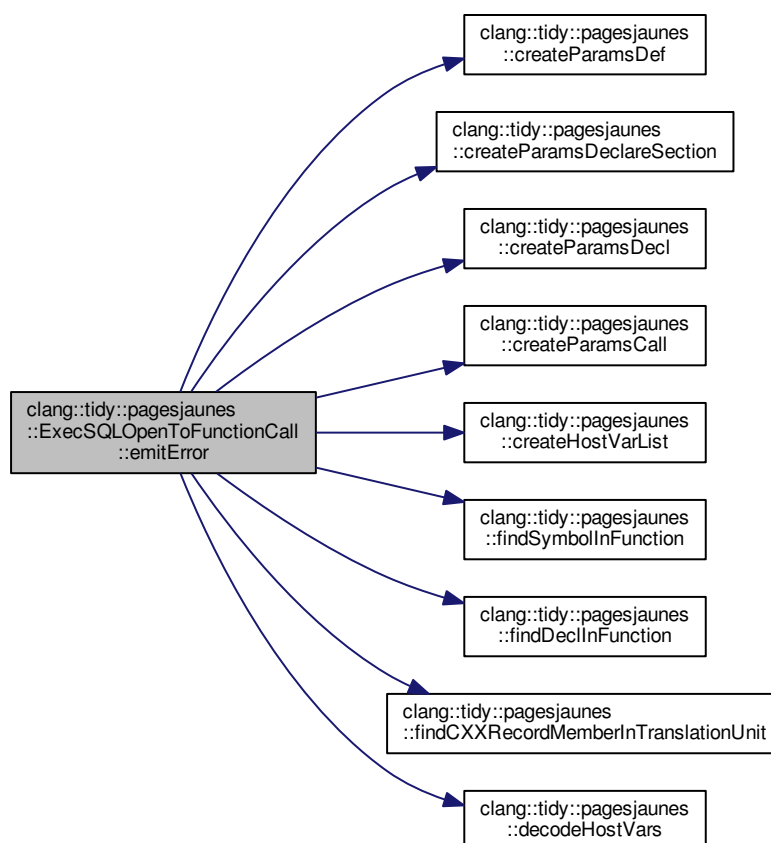 clang::tidy::pagesjaunes
::createParamsDef
clang::tidy::pagesjaunes
::createParamsDeclareSection
clang::tidy::pagesjaunes
::createParamsDecl
clang::tidy::pagesjaunes
::createParamsCall
clang::tidy::pagesjaunes
::ExecSQLOpenToFunctionCall
::emitError
clang::tidy::pagesjaunes
::createHostVarList
clang::tidy::pagesjaunes
::findSymbolInFunction
clang::tidy::pagesjaunes
::findDeclInFunction
clang::tidy::pagesjaunes
::findCXXRecordMemberInTranslationUnit
clang::tidy::pagesjaunes
::decodeHostVars